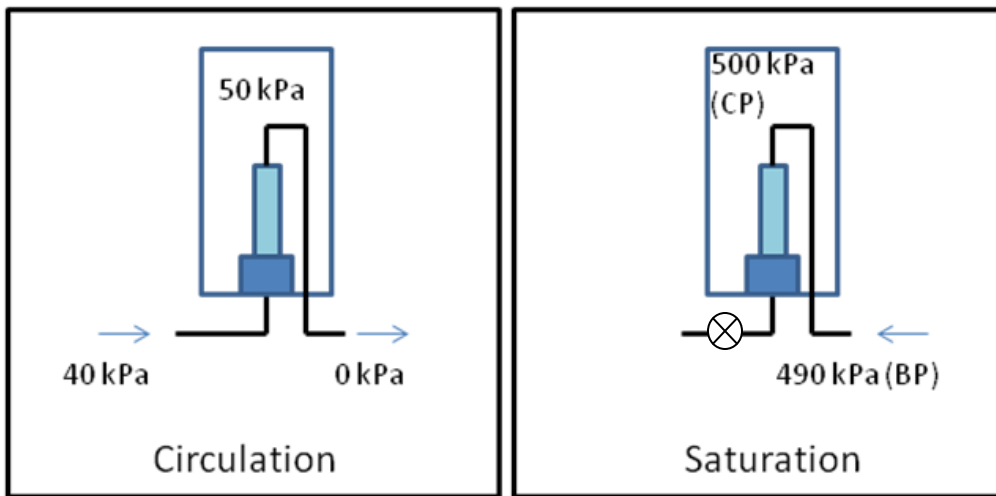 50 kPa
40 kPa
0 kPa
Circulation
500 kPa
(CP)
490 kPa (BP)
Saturation